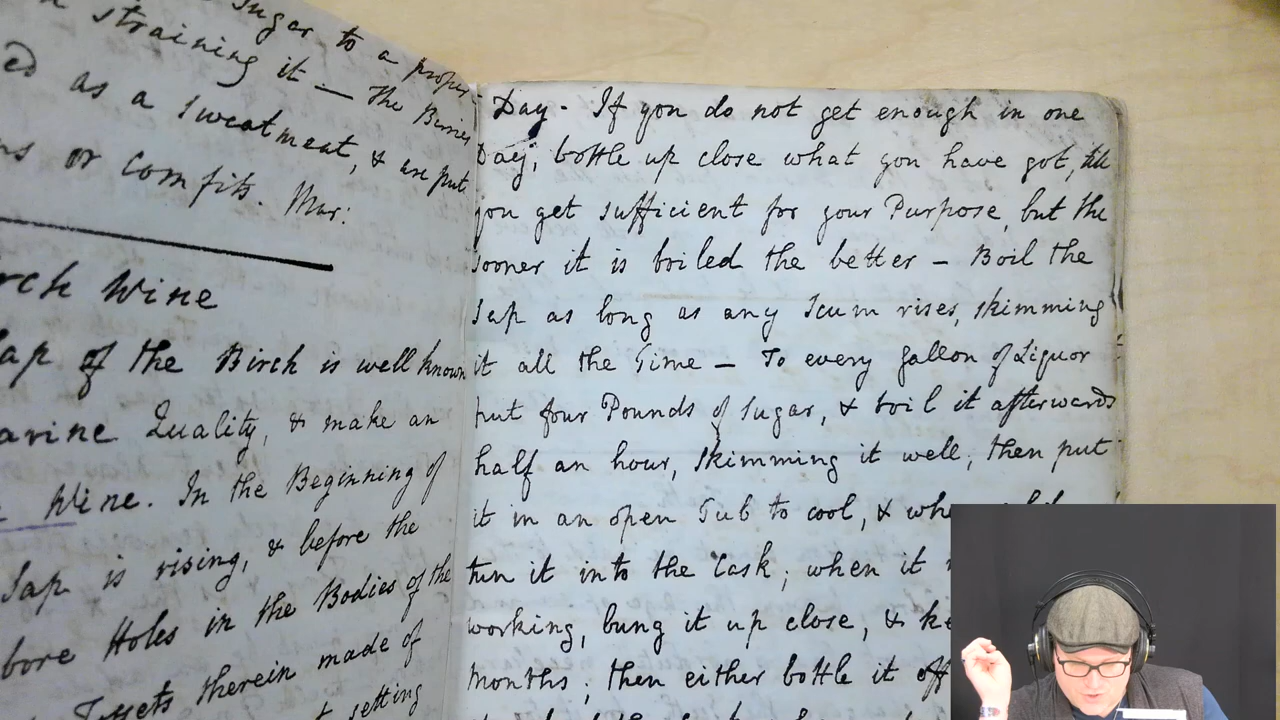 Sugar to a proper
straining it — the Berries
ed as a Sweatmeat, & are put
ns or comfits. Mar:
rch Wine
Sap of the Birch is well known
arine Quality, & make an
Wine. In the Beginning of
Sap is rising, & before the
bore Holes in the Bodies of the
Fossets therein made of
setting
Day - If you do not get enough in one
Day, bottle up close what you have got, till
you get sufficient for your Purpose, but the
sooner it is boiled the better – Boil the
Sap as long as any Scum rises, skimming
it all the Time – To every gallon of Liquor
put four Pounds of Sugar, & boil it afterwards
half an hour, skimming it well; then put
it in an open Tub to cool, & when cold
tun it into the Cask; when it
working, bung it up close, & ke
Months; then either bottle it off